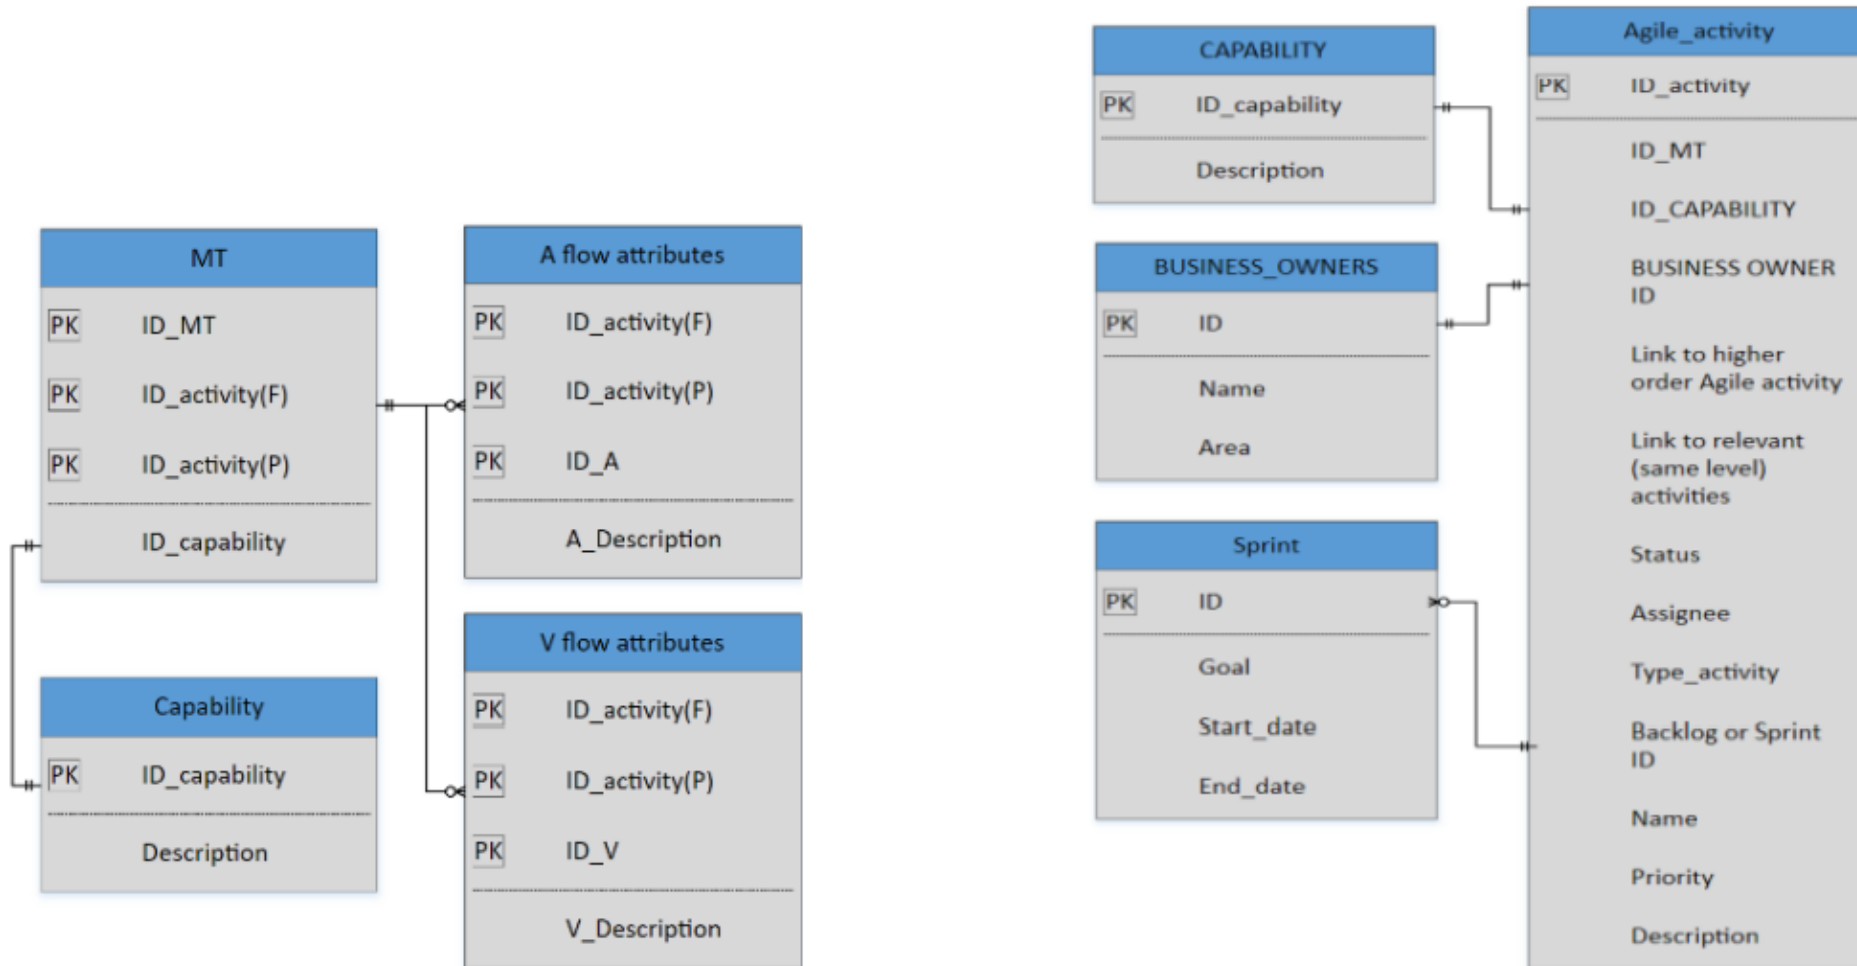 MT
PK ID_MT
PK ID_activity(F)
PK ID_activity(P)
ID_capability
Capability
PK ID_capability
Description
A flow attributes
PK ID_activity(F)
PK ID_activity(P)
PK ID_A
A_Description
V flow attributes
PK ID_activity(F)
PK ID_activity(P)
PK ID_V
V_Description
CAPABILITY
PK ID_capability
Description
BUSINESS_OWNERS
PK ID
Name
Area
Sprint
PK ID
Goal
Start_date
End_date
Agile_activity
PK ID_activity
ID_MT
ID_CAPABILITY
BUSINESS OWNER
ID
Link to higher
order Agile activity
Link to relevant
(same level)
activities
Status
Assignee
Type_activity
Backlog or Sprint
ID
Name
Priority
Description